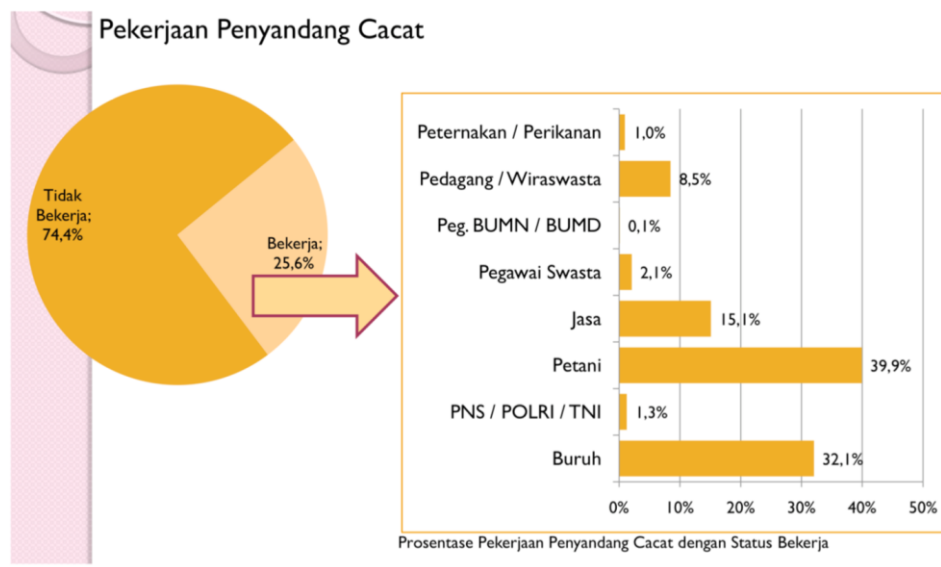 Pekerjaan Penyandang Cacat
Tidak
Bekerja;
74,4%
Bekerja;
25,6%
Peternakan / Perikanan 1,0%
Pedagang / Wiraswasta 8,5%
Peg. BUMN / BUMD 0,1%
Pegawai Swasta 2,1%
Jasa 15,1%
Petani 39,9%
PNS / POLRI / TNI 1,3%
Buruh 32,1%
0% 10% 20% 30% 40% 50%
Prosentase Pekerjaan Penyandang Cacat dengan Status Bekerja